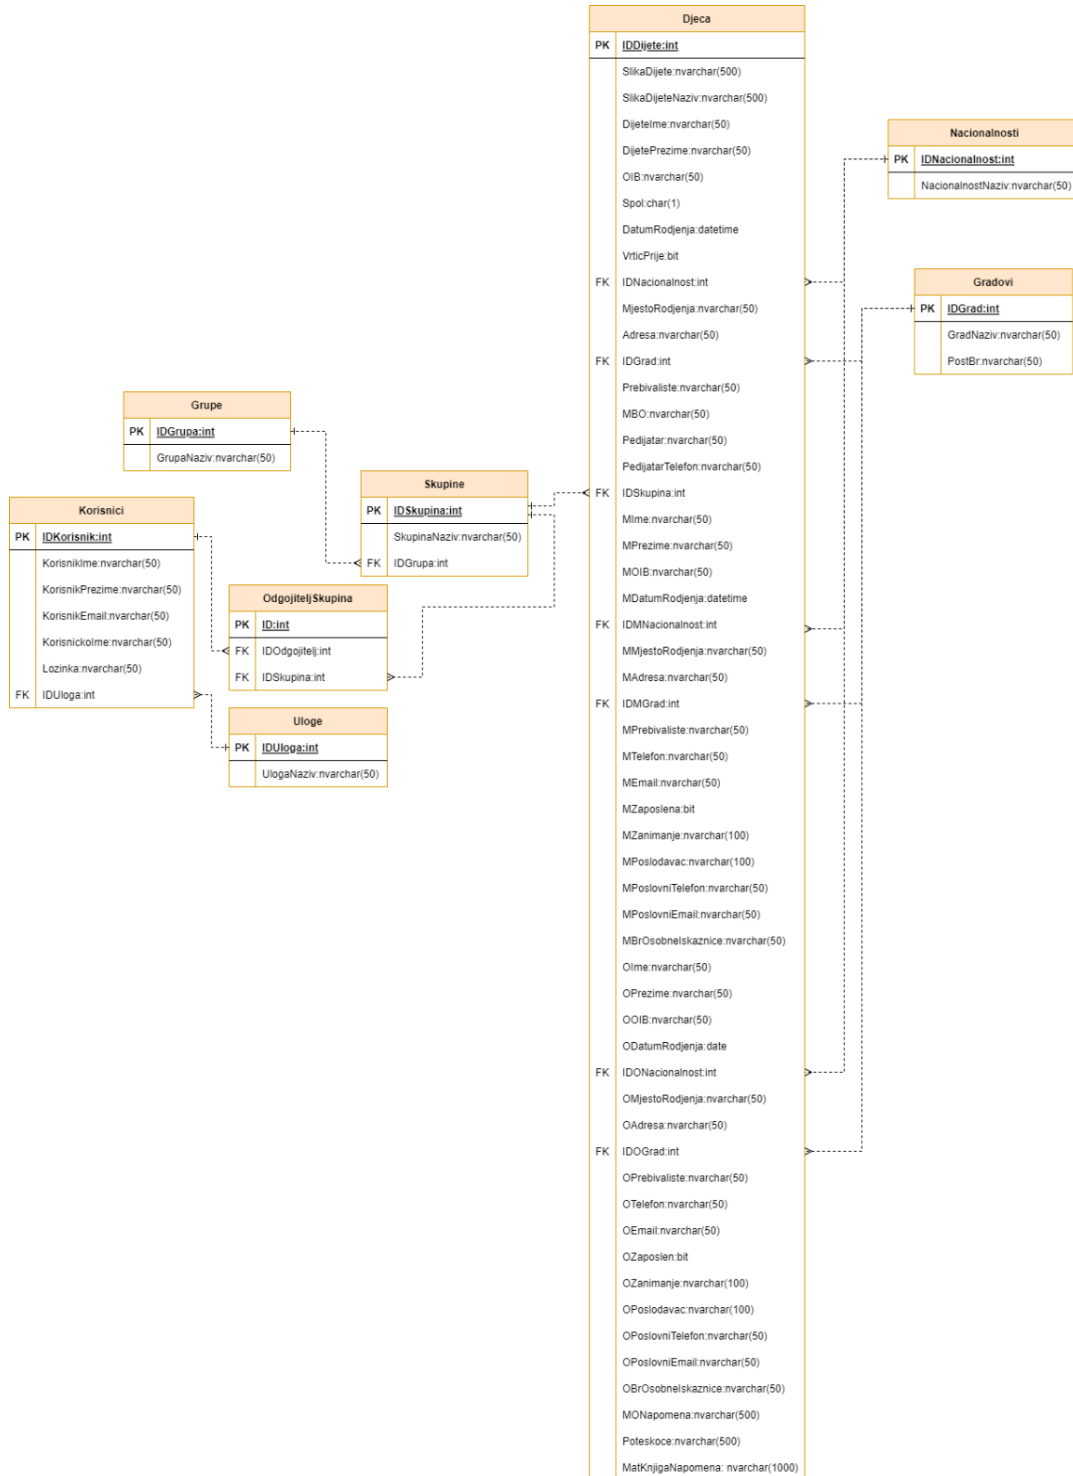 Djeca
PK IDDijete:int
SlikaDijete:nvarchar(500)
SlikaDijeteNaziv:nvarchar(500)
DijeteIme:nvarchar(50)
DijetePrezime:nvarchar(50)
OIB:nvarchar(50)
Spol:char(1)
DatumRodjenja:datetime
VrticPrije:bit
FK IDNacionalnost:int
MjestoRodjenja:nvarchar(50)
Adresa:nvarchar(50)
FK IDGrad:int
Prebivaliste:nvarchar(50)
MBO:nvarchar(50)
Pedijatar:nvarchar(50)
PedijatarTelefon:nvarchar(50)
FK IDSkupina:int
MIme:nvarchar(50)
MPrezime:nvarchar(50)
MOIB:nvarchar(50)
MDatumRodjenja:datetime
FK IDMNacionalnost:int
MMjestoRodjenja:nvarchar(50)
MAdresa:nvarchar(50)
FK IDMGrad:int
MPrebivaliste:nvarchar(50)
MTelefon:nvarchar(50)
MEmail:nvarchar(50)
MZaposlena:bit
MZanimanje:nvarchar(100)
MPoslodavac:nvarchar(100)
MPoslovniTelefon:nvarchar(50)
MPoslovniEmail:nvarchar(50)
MBrOsobneIskaznice:nvarchar(50)
OIme:nvarchar(50)
OPrezime:nvarchar(50)
OOIB:nvarchar(50)
ODatumRodjenja:date
FK IDONacionalnost:int
OMjestoRodjenja:nvarchar(50)
OAdresa:nvarchar(50)
FK IDOGrad:int
OPrebivaliste:nvarchar(50)
OTelefon:nvarchar(50)
OEmail:nvarchar(50)
OZaposlen:bit
OZanimanje:nvarchar(100)
OPoslodavac:nvarchar(100)
OPoslovniTelefon:nvarchar(50)
OPoslovniEmail:nvarchar(50)
OBrOsobneIskaznice:nvarchar(50)
MONapomena:nvarchar(500)
Poteskoce:nvarchar(500)
MatKnjigaNapomena: nvarchar(1000)
Nacionalnosti
PK IDNacionalnost:int
NacionalnostNaziv:nvarchar(50)
Gradovi
PK IDGrad:int
GradNaziv:nvarchar(50)
PostBr:nvarchar(50)
Grupe
PK IDGrupa:int
GrupaNaziv:nvarchar(50)
Skupine
PK IDSkupina:int
SkupinaNaziv:nvarchar(50)
FK IDGrupa:int
Korisnici
PK IDKorisnik:int
KorisnikIme:nvarchar(50)
KorisnikPrezime:nvarchar(50)
KorisnikEmail:nvarchar(50)
KorisnickoIme:nvarchar(50)
Lozinka:nvarchar(50)
FK IDUloga:int
OdgojiteljSkupina
PK ID:int
FK IDOdgojitelj:int
FK IDSkupina:int
Uloge
PK IDUloga:int
UlogaNaziv:nvarchar(50)